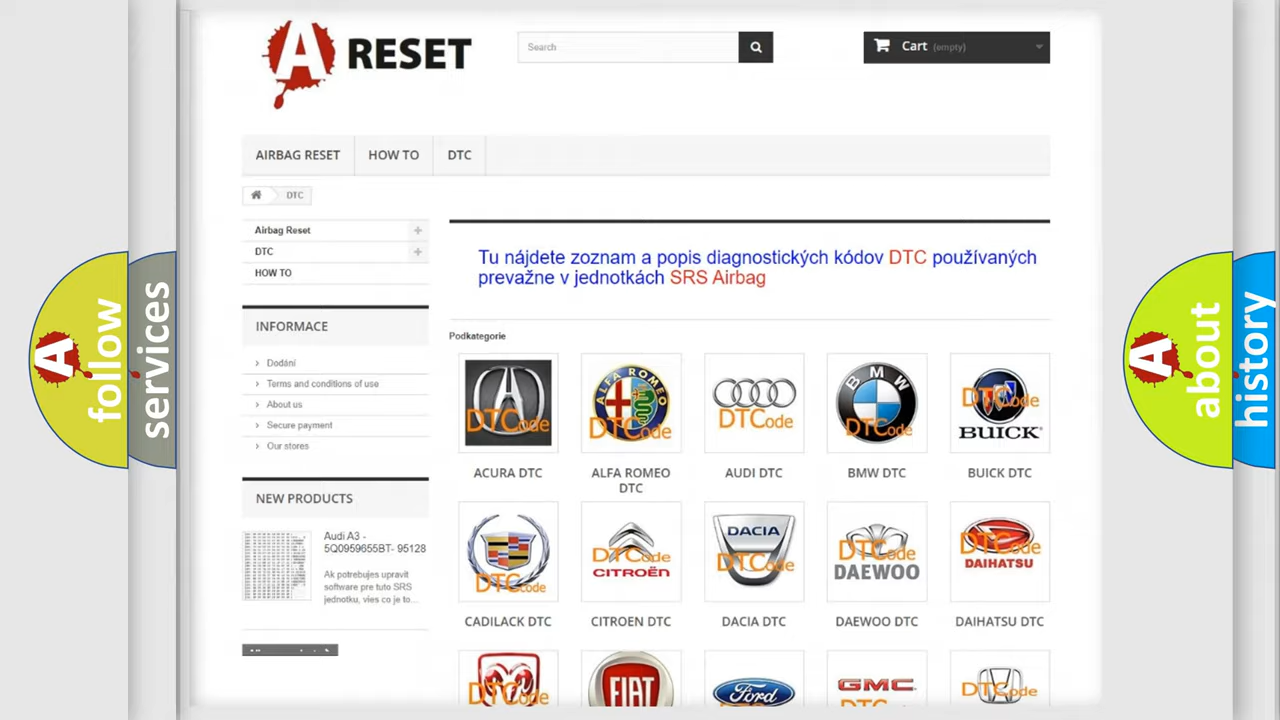 A RESET
Search
Cart (empty)
AIRBAG RESET
HOW TO
DTC
DTC
Airbag Reset
DTC
HOW TO
INFORMACE
Dodání
Terms and conditions of use
About us
Secure payment
Our stores
NEW PRODUCTS
Audi A3 -
5Q0959655BT- 95128
Ak potrebujes upravit
software pre tuto SRS
jednotku, vies co je to...
Tu nájdete zoznam a popis diagnostických kódov DTC používaných
prevažne v jednotkách SRS Airbag
Podkategorie
DTCode
ALFA ROMEO
DTCode
DTCode
BMW
DTCode
DTCode
BUICK
ACURA DTC
ALFA ROMEO
DTC
AUDI DTC
BMW DTC
BUICK DTC
DTCode
DTCode
CITROËN
DACIA
DTCode
DTCode
DAEWOO
DTCode
DAIHATSU
CADILACK DTC
CITROEN DTC
DACIA DTC
DAEWOO DTC
DAIHATSU DTC
DTCode
FIAT
Ford
GMC
DTCode
A follow
services
A about
history